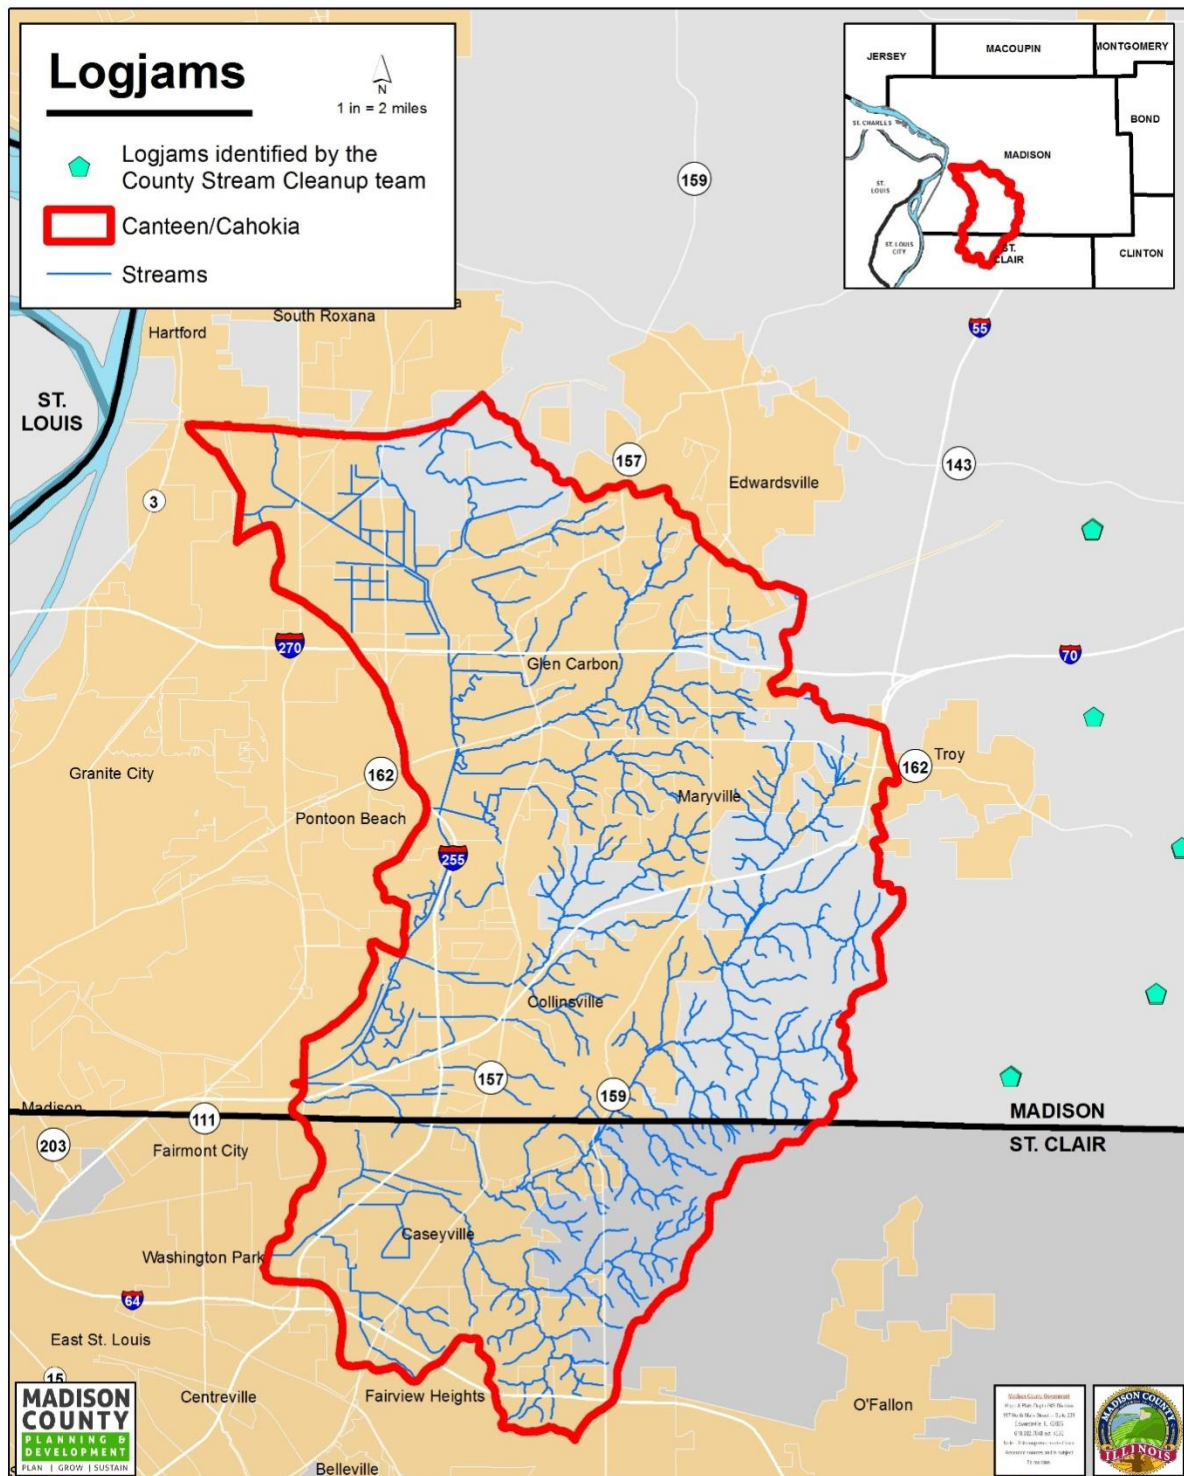 Logjams
N
1 in = 2 miles
Logjams identified by the
County Stream Cleanup team
Canteen/Cahokia
Streams
JERSEY
MACOUPIN
MONTGOMERY
BOND
ST. CHARLES
MADISON
ST.
LOUIS
ST. LOUIS
CITY
ST.
CLAIR
CLINTON
159
55
South Roxana
Hartford
ST.
LOUIS
3
157
Edwardsville
143
270
70
Glen Carbon
Granite City
162
Pontoon Beach
Maryville
162
Troy
255
Collinsville
157
159
Madison
111
203
Fairmont City
MADISON
ST. CLAIR
Caseyville
Washington Park
64
East St. Louis
15
Centreville
Fairview Heights
O'Fallon
Belleville
MADISON
COUNTY
PLANNING &
DEVELOPMENT
PLAN | GROW | SUSTAIN
Madison County Government
MADISON COUNTY
ILLINOIS